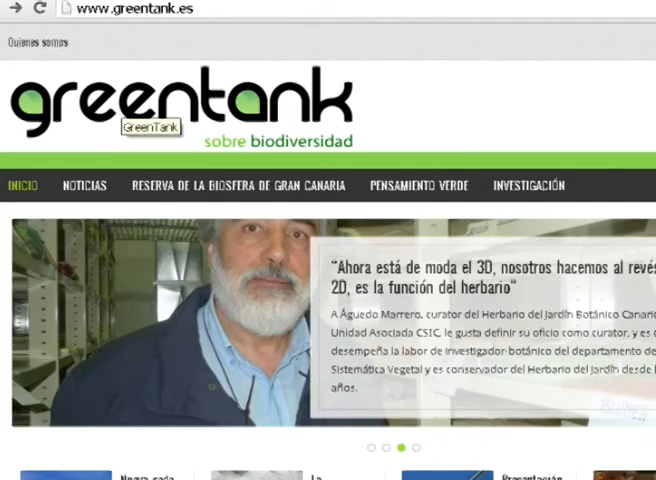 www.greentank.es
Quienes somos
greentank
GreenTank
sobre biodiversidad
INICIO NOTICIAS RESERVA DE LA BIOSFERA DE GRAN CANARIA PENSAMIENTO VERDE INVESTIGACIÓN
“Ahora está de moda el 3D, nosotros hacemos al revés
2D, es la función del herbario”
A Águedo Marrero, curator del Herbario del Jardín Botánico Canario
Unidad Asociada CSIC, le gusta definir su oficio como curator, y es
desempeña la labor de investigador-botánico del departamento de
Sistemática Vegetal y es conservador del Herbario del Jardín desde
años.
Nueva sede La Presentación